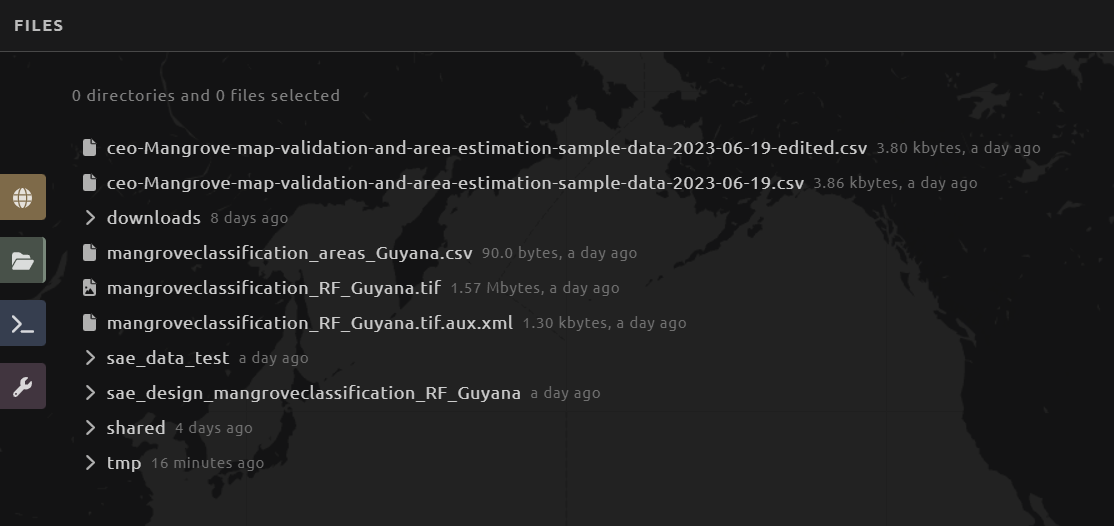 FILES
0 directories and 0 files selected
ceo-Mangrove-map-validation-and-area-estimation-sample-data-2023-06-19-edited.csv 3.80 kbytes, a day ago
ceo-Mangrove-map-validation-and-area-estimation-sample-data-2023-06-19.csv 3.86 kbytes, a day ago
downloads 8 days ago
mangroveclassification_areas_Guyana.csv 90.0 bytes, a day ago
mangroveclassification_RF_Guyana.tif 1.57 Mbytes, a day ago
mangroveclassification_RF_Guyana.tif.aux.xml 1.30 kbytes, a day ago
sae_data_test a day ago
sae_design_mangroveclassification_RF_Guyana a day ago
shared 4 days ago
tmp 16 minutes ago